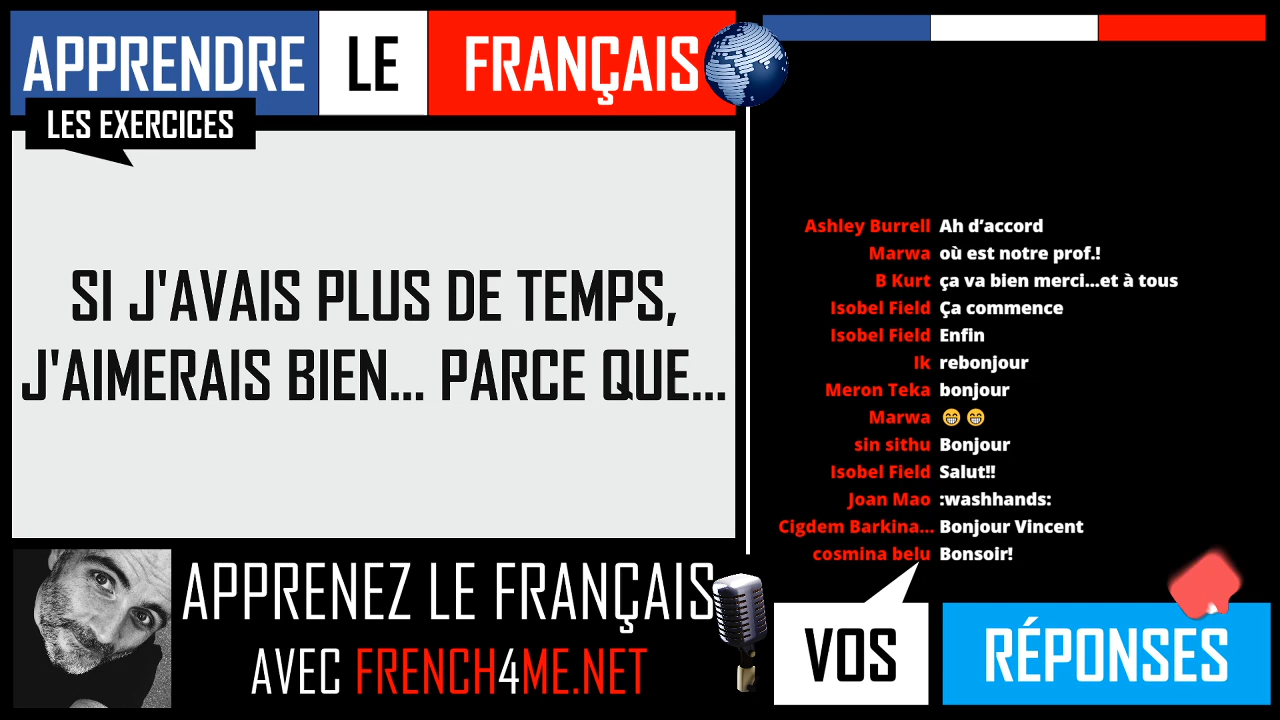 APPRENDRE LE FRANÇAIS
LES EXERCICES
SI J'AVAIS PLUS DE TEMPS,
J'AIMERAIS BIEN... PARCE QUE...
APPRENEZ LE FRANÇAIS
AVEC FRENCH4ME.NET
Ashley Burrell Ah d’accord
Marwa où est notre prof.!
B Kurt ça va bien merci...et à tous
Isobel Field Ça commence
Isobel Field Enfin
Ik rebonjour
Meron Teka bonjour
Marwa 😁 😁
sin sithu Bonjour
Isobel Field Salut!!
Joan Mao :washhands:
Cigdem Barkina... Bonjour Vincent
cosmina belu Bonsoir!
VOS RÉPONSES